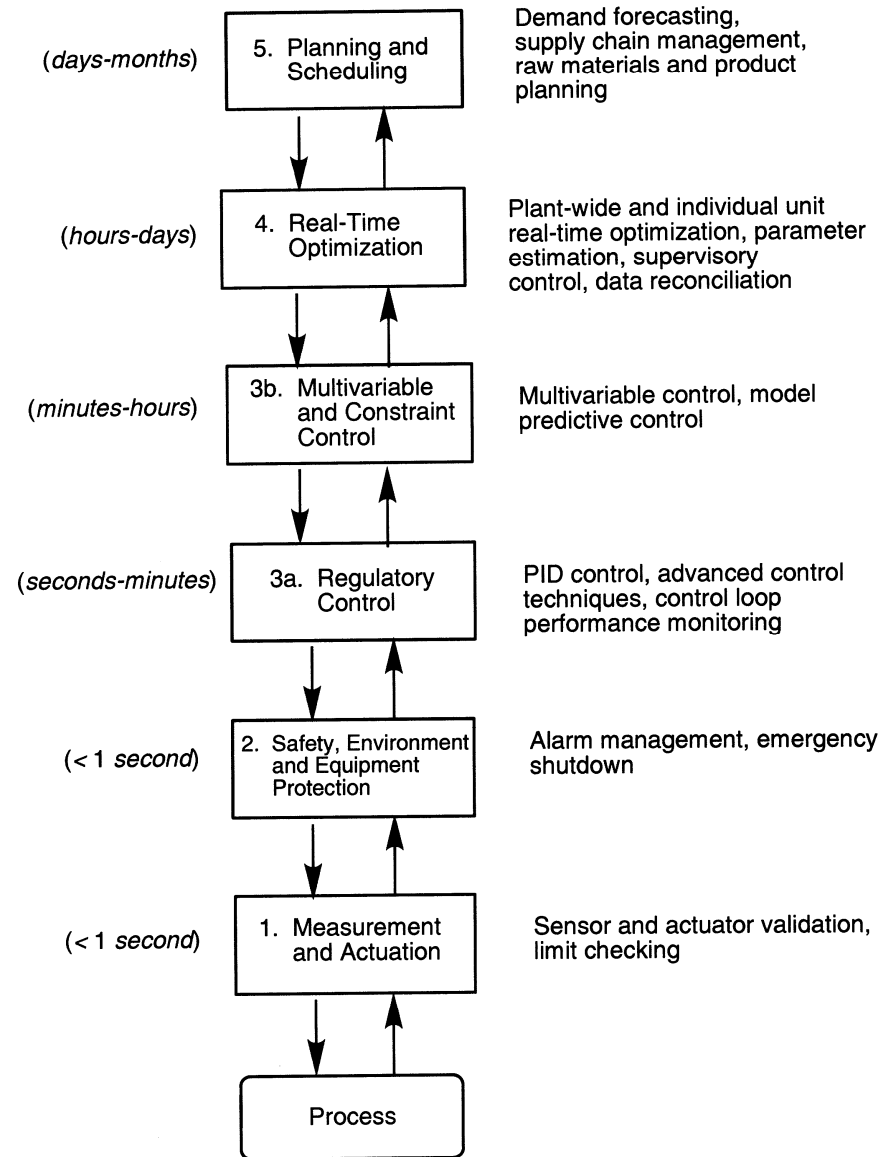 (days-months)
5. Planning and
Scheduling
Demand forecasting,
supply chain management,
raw materials and product
planning
(hours-days)
4. Real-Time
Optimization
Plant-wide and individual unit
real-time optimization, parameter
estimation, supervisory
control, data reconciliation
(minutes-hours)
3b. Multivariable
and Constraint
Control
Multivariable control, model
predictive control
(seconds-minutes)
3a. Regulatory
Control
PID control, advanced control
techniques, control loop
performance monitoring
(< 1 second)
2. Safety, Environment
and Equipment
Protection
Alarm management, emergency
shutdown
(< 1 second)
1. Measurement
and Actuation
Sensor and actuator validation,
limit checking
Process